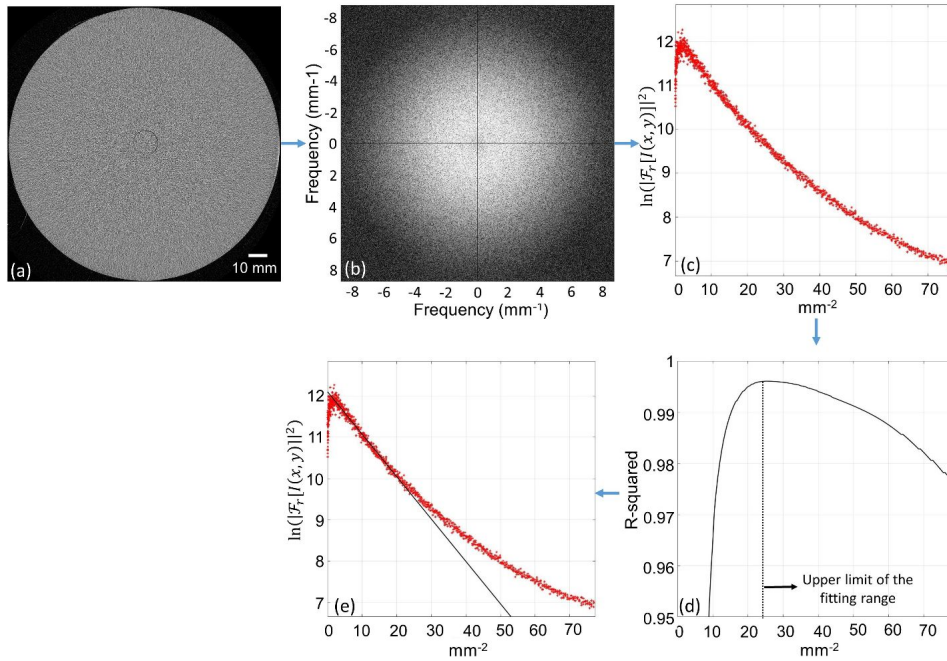 (a)
10 mm
Frequency (mm-1)
-8
-6
-4
-2
0
2
4
6
8
(b)
-8 -6 -4 -2 0 2 4 6 8
Frequency (mm⁻¹)
ln(|ℱᵣ[I(x, y)]|²)
12
11
10
9
8
7
(c)
0 10 20 30 40 50 60 70
mm⁻²
ln(|ℱᵣ[I(x, y)]|²)
12
11
10
9
8
7
(e)
0 10 20 30 40 50 60 70
mm⁻²
R-squared
1
0.99
0.98
0.97
0.96
0.95
Upper limit of the
fitting range
(d)
0 10 20 30 40 50 60 70
mm⁻²